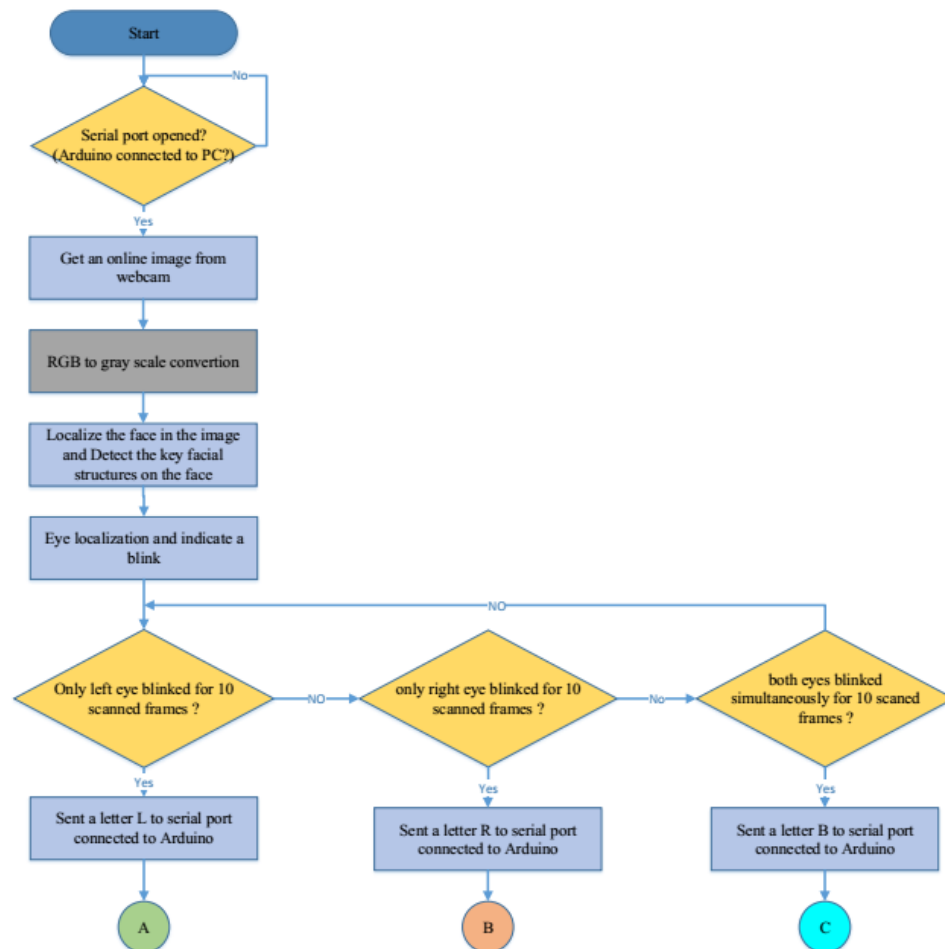 Start
No
Serial port opened?
(Arduino connected to PC?)
Yes
Get an online image from
webcam
RGB to gray scale convertion
Localize the face in the image
and Detect the key facial
structures on the face
Eye localization and indicate a
blink
NO
Only left eye blinked for 10
scanned frames ?
NO
only right eye blinked for 10
scanned frames ?
No
both eyes blinked
simultaneously for 10 scaned
frames ?
Yes
Yes
Yes
Sent a letter L to serial port
connected to Arduino
Sent a letter R to serial port
connected to Arduino
Sent a letter B to serial port
connected to Arduino
A
B
C